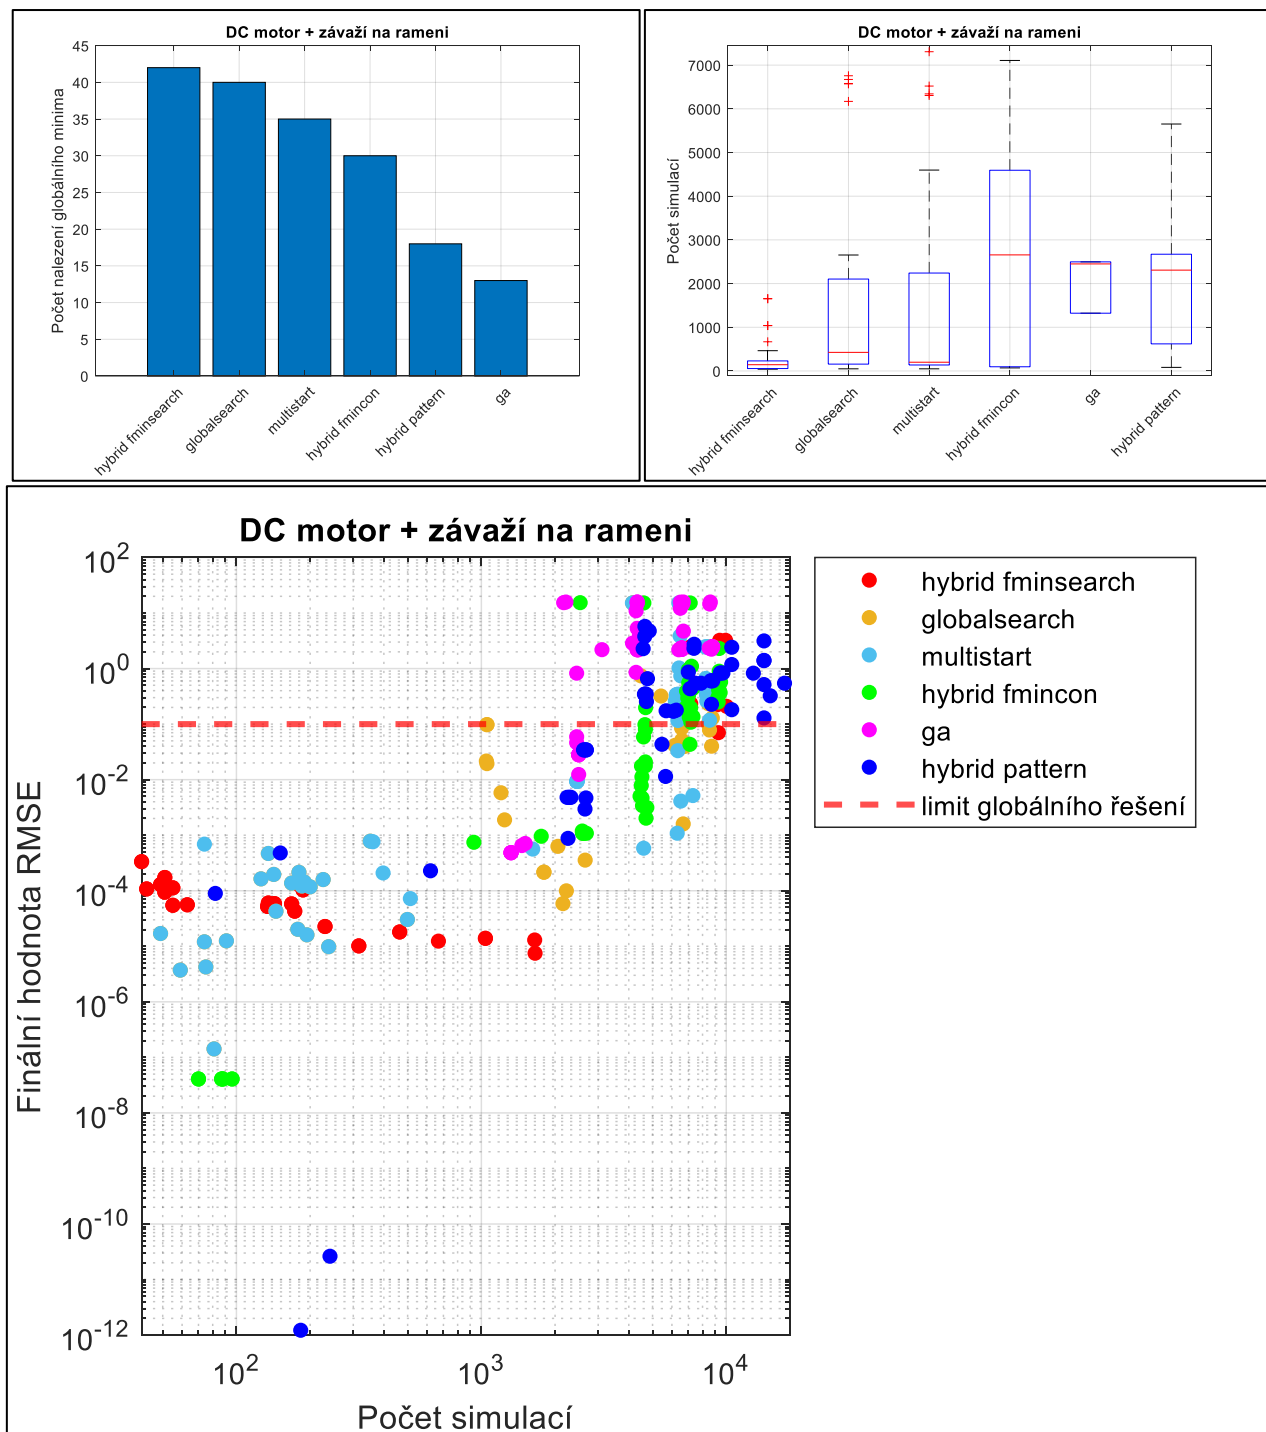 DC motor + závaží na rameni
Počet nalezení globálního minima
45
40
35
30
25
20
15
10
5
0
hybrid fminsearch
globalsearch
multistart
hybrid fmincon
hybrid pattern
ga
DC motor + závaží na rameni
Počet simulací
7000
6000
5000
4000
3000
2000
1000
0
hybrid fminsearch
globalsearch
multistart
hybrid fmincon
ga
hybrid pattern
DC motor + závaží na rameni
Finální hodnota RMSE
10^2
10^0
10^-2
10^-4
10^-6
10^-8
10^-10
10^-12
10^2
10^3
10^4
Počet simulací
hybrid fminsearch
globalsearch
multistart
hybrid fmincon
ga
hybrid pattern
limit globálního řešení